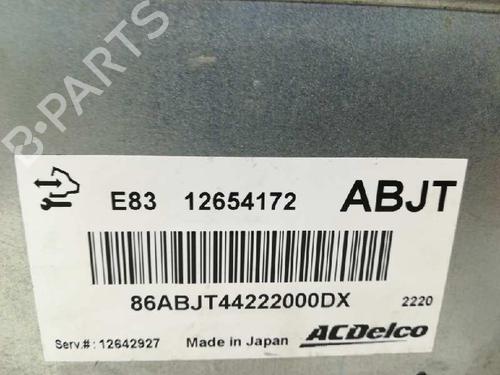 B-PARTS
E83 12654172 ABJT
86ABJT44222000DX 2220
Serv.#: 12642927 Made in Japan ACDelco